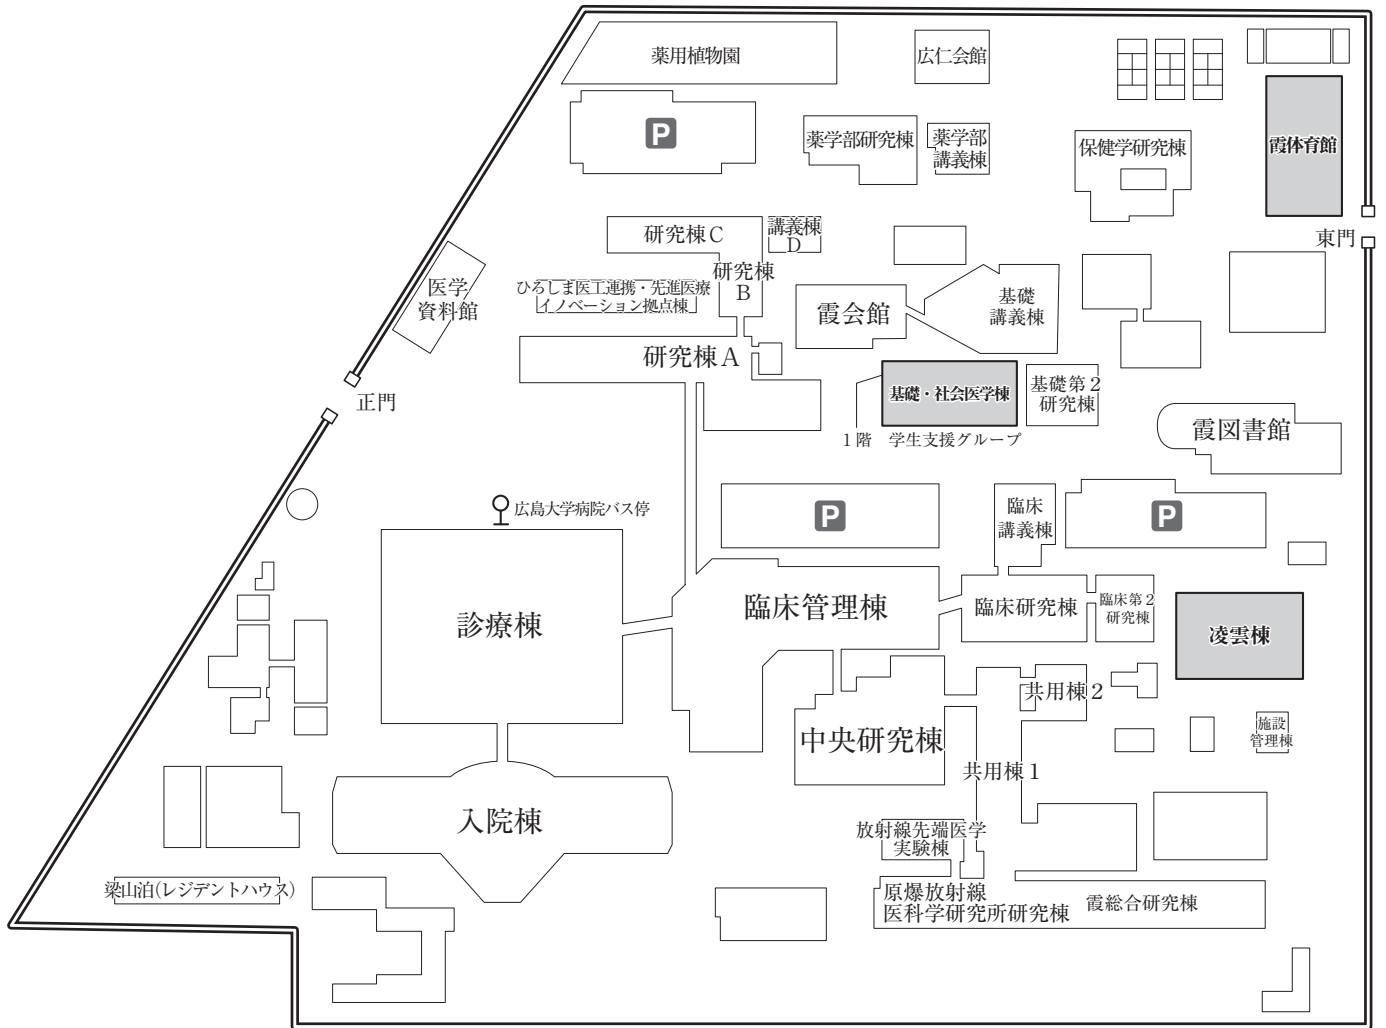 薬用植物園
広仁会館
P
薬学部研究棟
薬学部
講義棟
保健学研究棟
霞体育館
東門
研究棟C
講義棟
D
研究棟
B
医学
資料館
ひろしま医工連携・先進医療
イノベーション拠点棟
霞会館
基礎
講義棟
研究棟A
正門
基礎・社会医学棟
基礎第2
研究棟
1階 学生支援グループ
霞図書館
広島大学病院バス停
P
臨床
講義棟
P
診療棟
臨床管理棟
臨床研究棟
臨床第2
研究棟
凌雲棟
共用棟2
中央研究棟
施設
管理棟
共用棟1
入院棟
放射線先端医学
実験棟
梁山泊(レジデントハウス)
原爆放射線
医科学研究所研究棟
霞総合研究棟